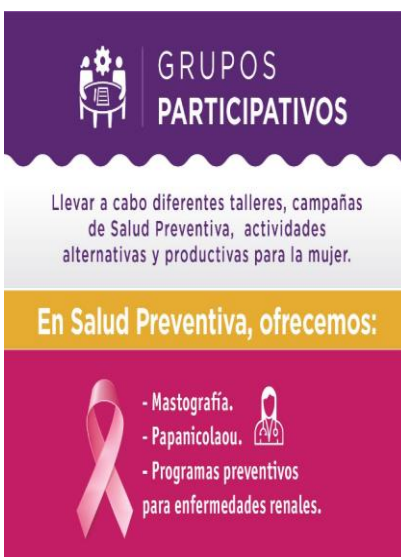 GRUPOS
PARTICIPATIVOS
Llevar a cabo diferentes talleres, campañas
de Salud Preventiva, actividades
alternativas y productivas para la mujer.
En Salud Preventiva, ofrecemos:
- Mastografía.
- Papanicolaou.
- Programas preventivos
para enfermedades renales.